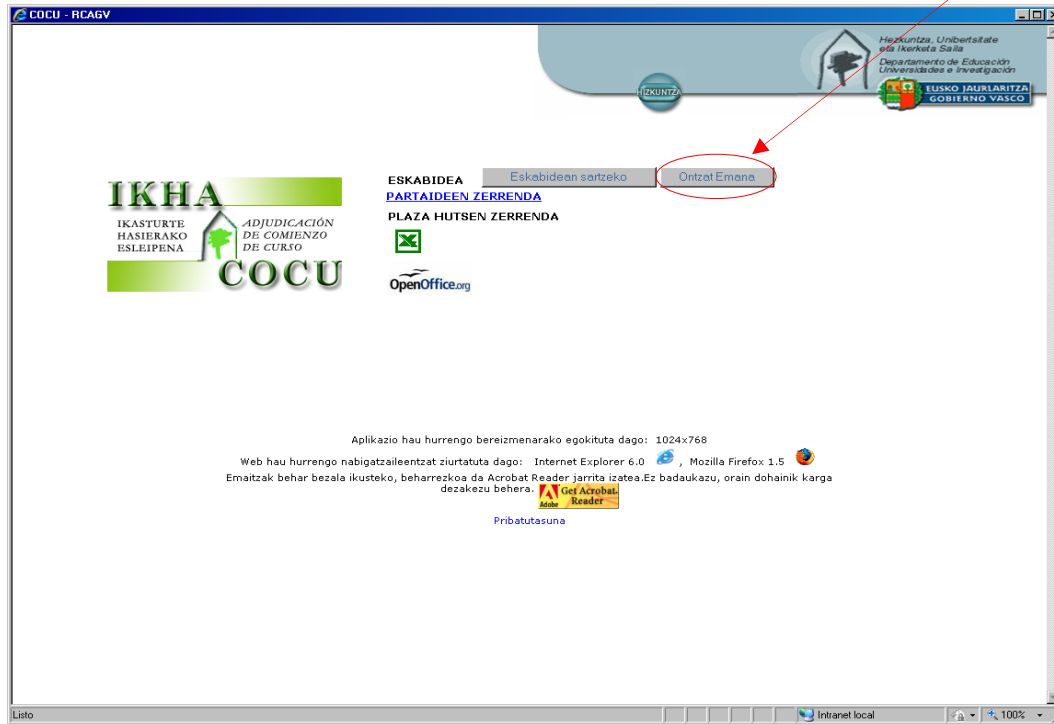 COCU - RCAGV
Hezkuntza, Unibertsitate
eta Ikerketa Saila
Departamento de Educación
Universidades e Investigación
HIZKUNTZA
EUSKO JAURLARITZA
GOBIERNO VASCO
ESKABIDEA Eskabidean sartzeko Ontzat Emana
PARTAIDEEN ZERRENDA
PLAZA HUTSEN ZERRENDA
IKHA
IKASTURTE
HASIERAKO
ESLEIPENA
ADJUDICACIÓN
DE COMIENZO
DE CURSO
COCU
OpenOffice.org
Aplikazio hau hurrengo bereizmenarako egokituta dago: 1024x768
Web hau hurrengo nabigatzaileentzat ziurtatuta dago: Internet Explorer 6.0 , Mozilla Firefox 1.5
Emaitzak behar bezala ikusteko, beharrezkoa da Acrobat Reader jarrita izatea.Ez badaukazu, orain dohainik karga
dezakezu behera.
Get Acrobat
Reader
Adobe
Pribatutasuna
Listo Intranet local 100%